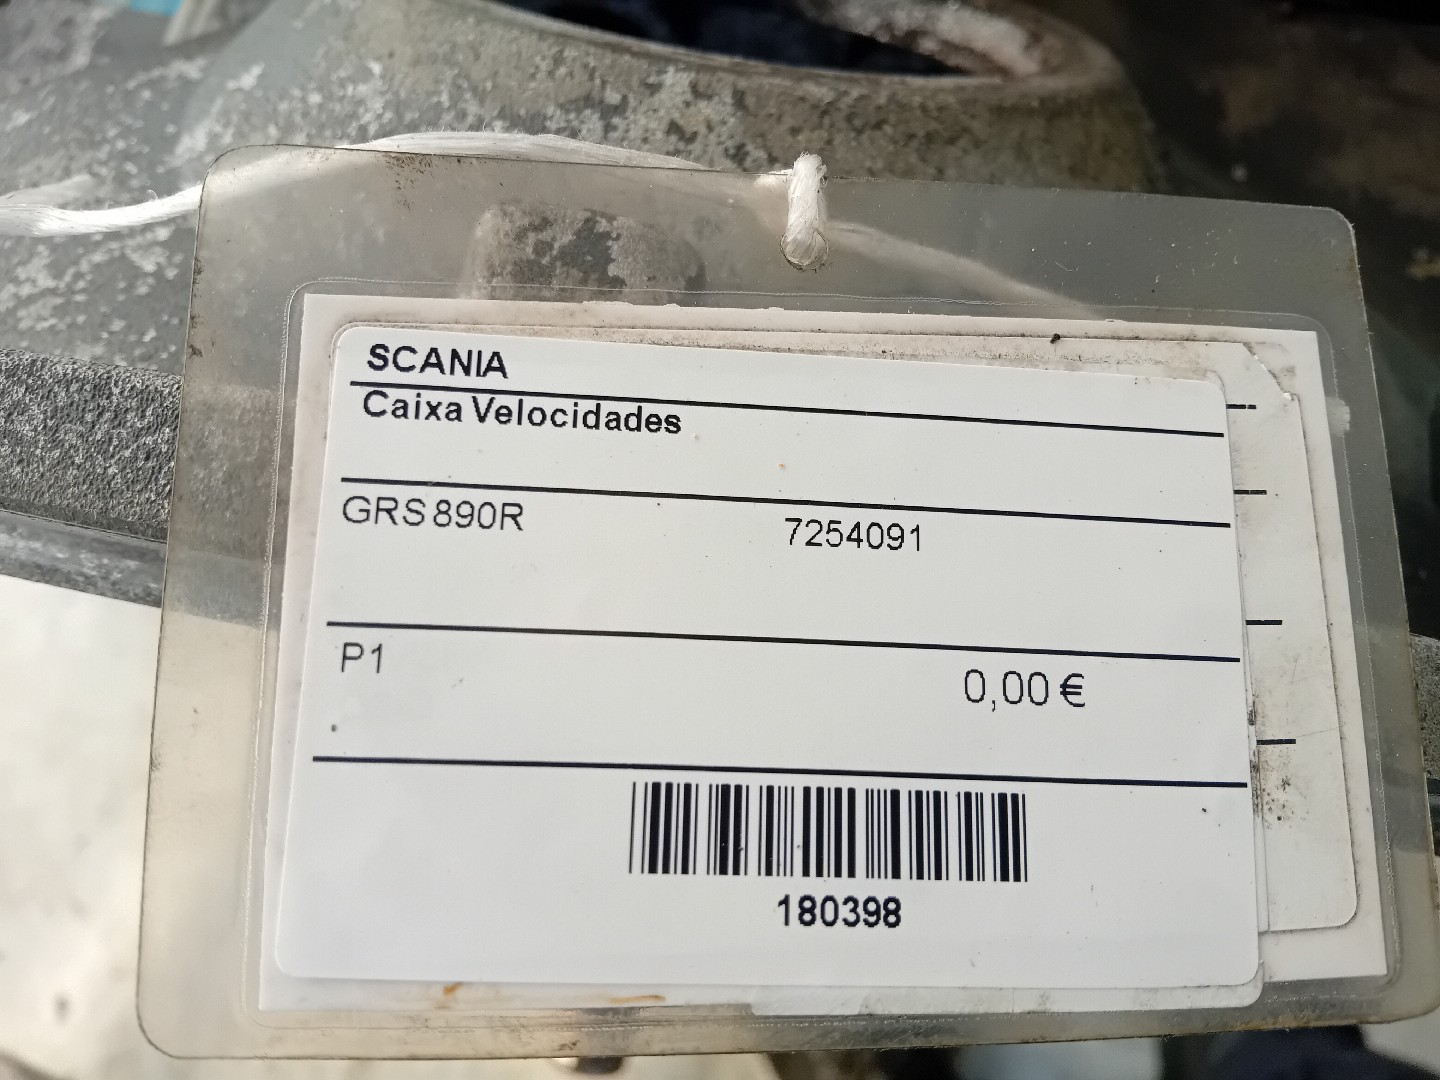 SCANIA
Caixa Velocidades
GRS890R 7254091
P1 0,00 €
180398